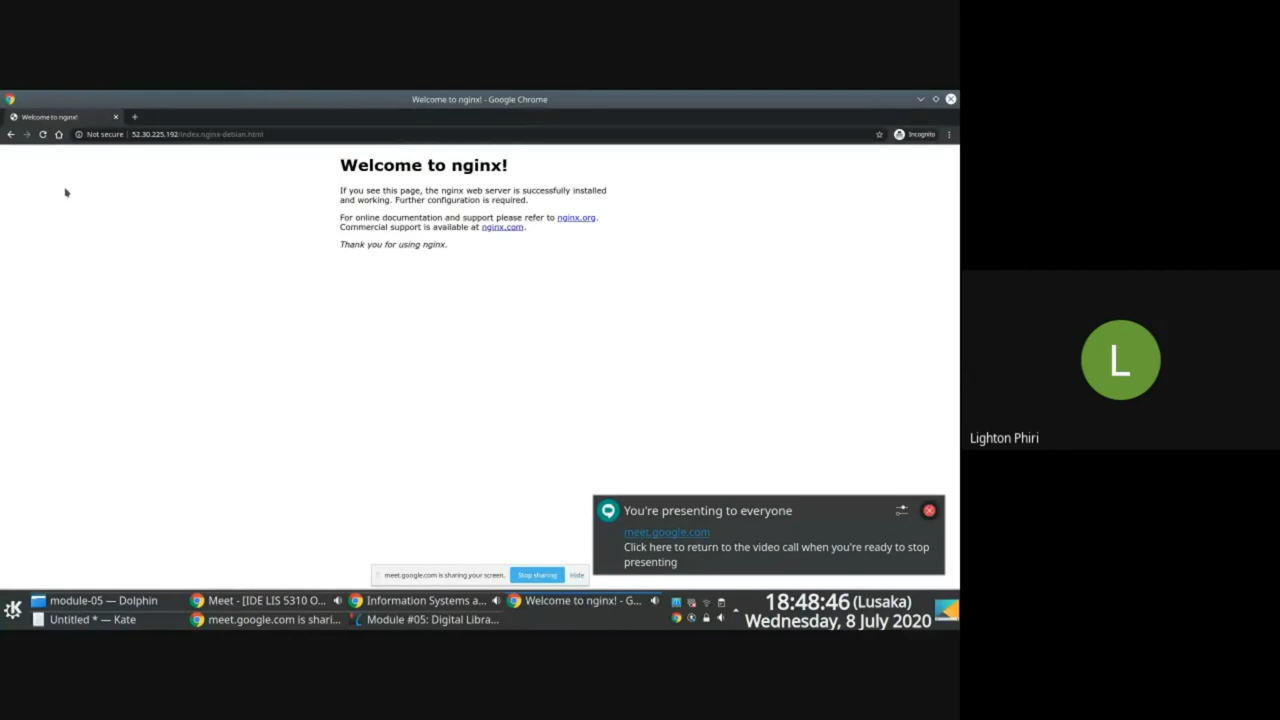 Welcome to nginx! - Google Chrome
Welcome to nginx!
Not secure | 52.30.225.192/index.nginx-debian.html
Incognito
Welcome to nginx!
If you see this page, the nginx web server is successfully installed
and working. Further configuration is required.
For online documentation and support please refer to nginx.org.
Commercial support is available at nginx.com.
Thank you for using nginx.
L
Lighton Phiri
You're presenting to everyone
meet.google.com
Click here to return to the video call when you're ready to stop
presenting
meet.google.com is sharing your screen. Stop sharing Hide
module-05 — Dolphin Meet - [IDE LIS 5310 O... Information Systems a... Welcome to nginx! - G...
Untitled * — Kate meet.google.com is shari... Module #05: Digital Libra...
18:48:46 (Lusaka)
Wednesday, 8 July 2020